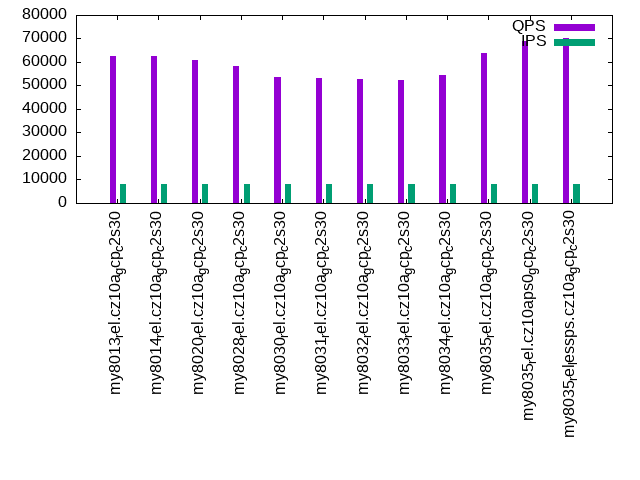 80000
70000
60000
50000
40000
30000
20000
10000
0
QPS
IPS
my8013rel.cz10agcpc2s30
my8014rel.cz10agcpc2s30
my8020rel.cz10agcpc2s30
my8028rel.cz10agcpc2s30
my8030rel.cz10agcpc2s30
my8031rel.cz10agcpc2s30
my8032rel.cz10agcpc2s30
my8033rel.cz10agcpc2s30
my8034rel.cz10agcpc2s30
my8035rel.cz10agcpc2s30
my8035rel.cz10aps0gcpc2s30
my8035rellessps.cz10agcpc2s30